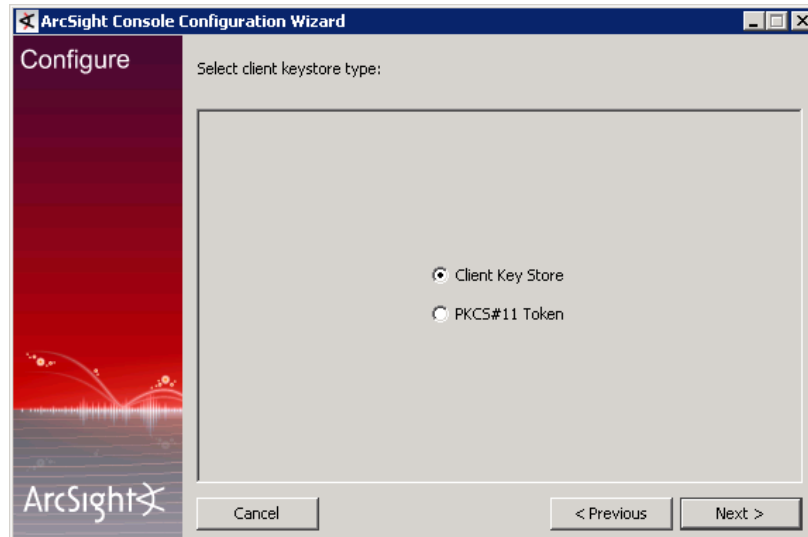 ArcSight Console Configuration Wizard
Configure
Select client keystore type:
Client Key Store
PKCS#11 Token
ArcSight
Cancel
< Previous
Next >